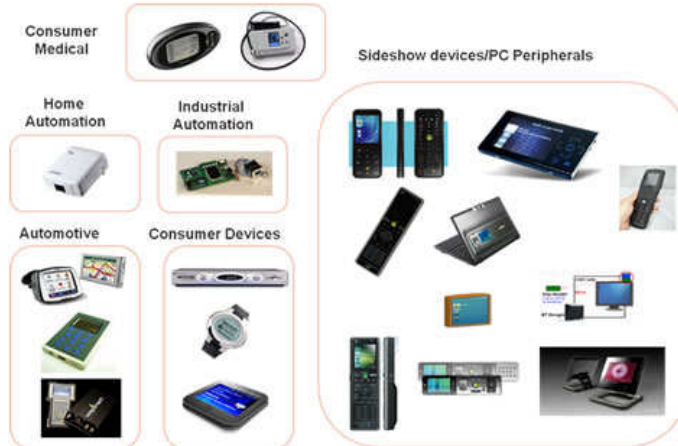 Consumer
Medical
Sideshow devices/PC Peripherals
Home
Automation
Industrial
Automation
Automotive
Consumer Devices